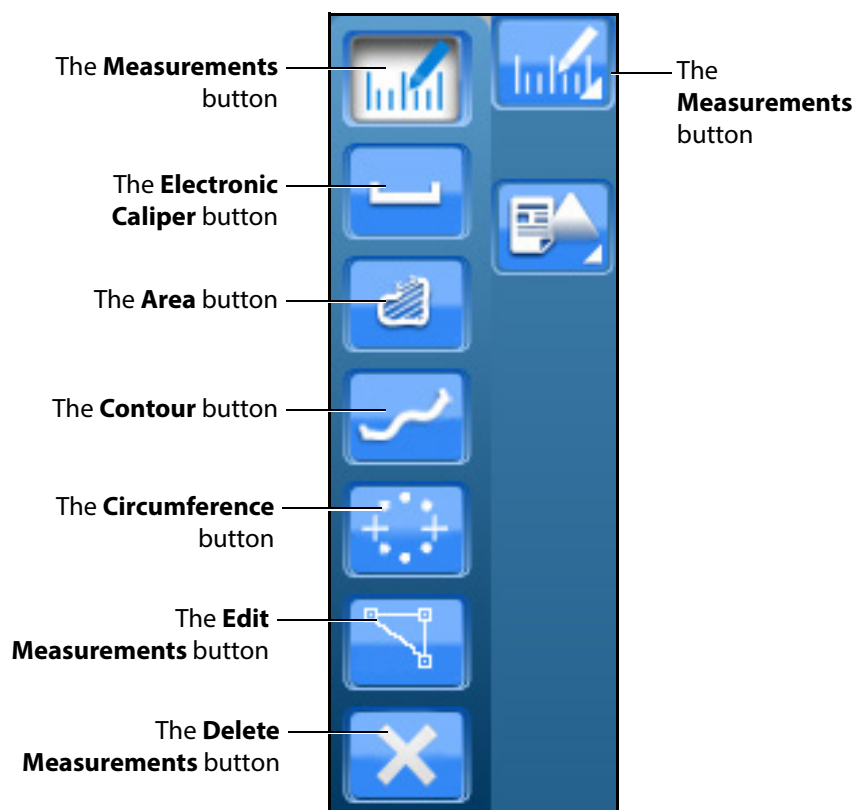 The Measurements
button
The
Measurements
button
The Electronic
Caliper button
The Area button
The Contour button
The Circumference
button
The Edit
Measurements button
The Delete
Measurements button